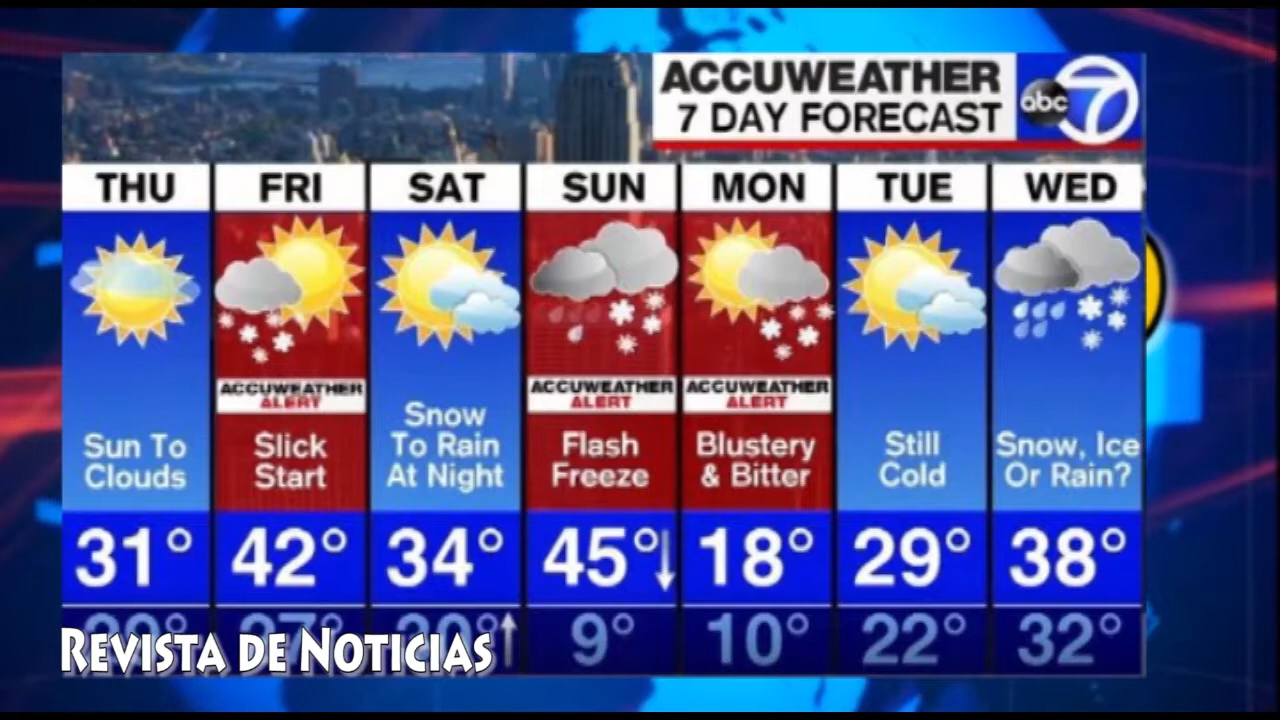 ACCUWEATHER
7 DAY FORECAST
abc 7
THU FRI SAT SUN MON TUE WED
ACCUWEATHER ALERT
ACCUWEATHER ALERT
ACCUWEATHER ALERT
Sun To
Clouds
Slick
Start
Snow
To Rain
At Night
Flash
Freeze
Blustery
& Bitter
Still
Cold
Snow, Ice
Or Rain?
31° 42° 34° 45° 18° 29° 38°
9° 10° 22° 32°
REVISTA DE NOTICIAS